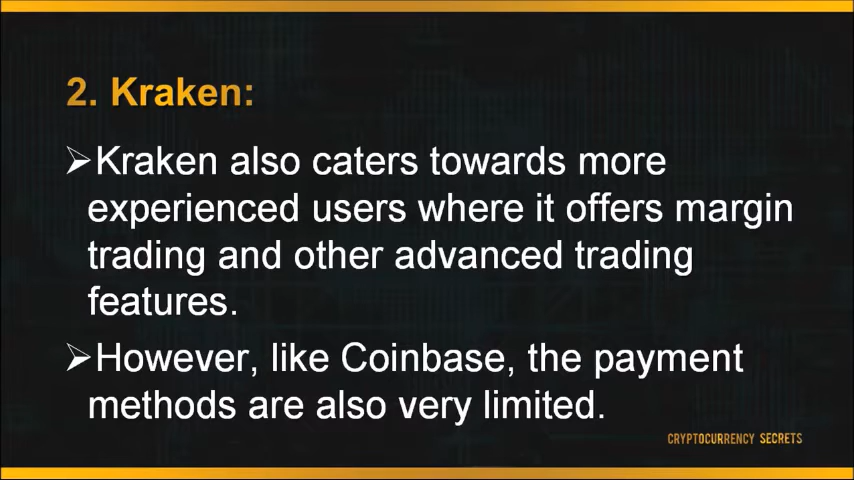 2. Kraken:
➢Kraken also caters towards more
experienced users where it offers margin
trading and other advanced trading
features.
➢However, like Coinbase, the payment
methods are also very limited.
CRYPTOCURRENCY SECRETS